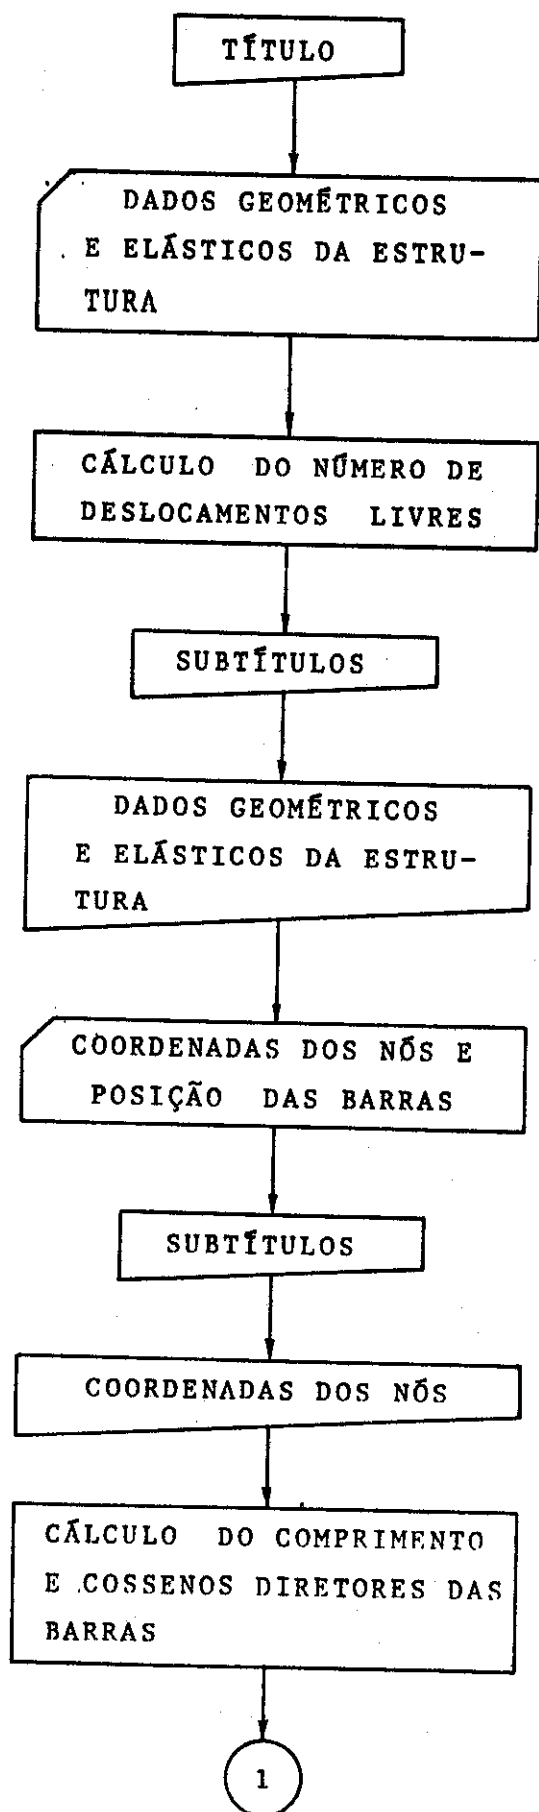 TÍTULO
DADOS GEOMÉTRICOS
E ELÁSTICOS DA ESTRU-
TURA
CÁLCULO DO NÚMERO DE
DESLOCAMENTOS LIVRES
SUBTÍTULOS
DADOS GEOMÉTRICOS
E ELÁSTICOS DA ESTRU-
TURA
COORDENADAS DOS NÓS E
POSIÇÃO DAS BARRAS
SUBTÍTULOS
COORDENADAS DOS NÓS
CÁLCULO DO COMPRIMENTO
E COSSENOS DIRETORES DAS
BARRAS
1